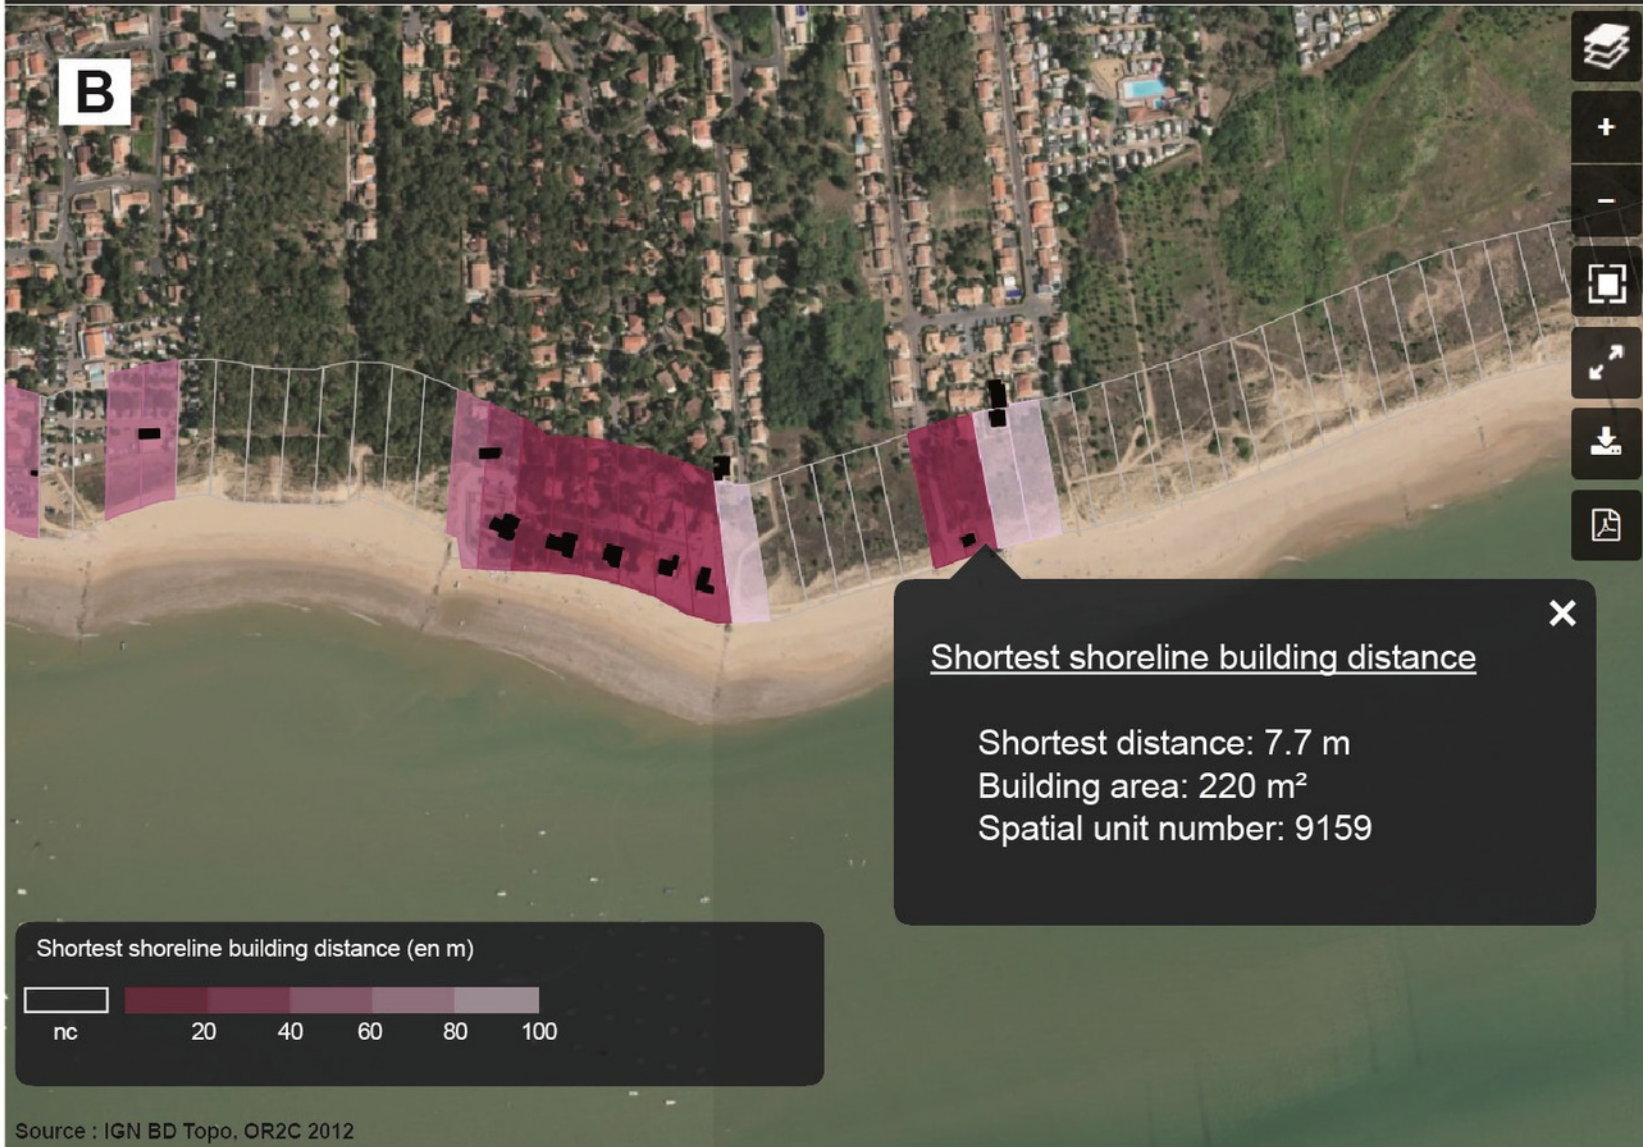 B
+
−
×
Shortest shoreline building distance
Shortest distance: 7.7 m
Building area: 220 m²
Spatial unit number: 9159
Shortest shoreline building distance (en m)
nc 20 40 60 80 100
Source : IGN BD Topo, OR2C 2012